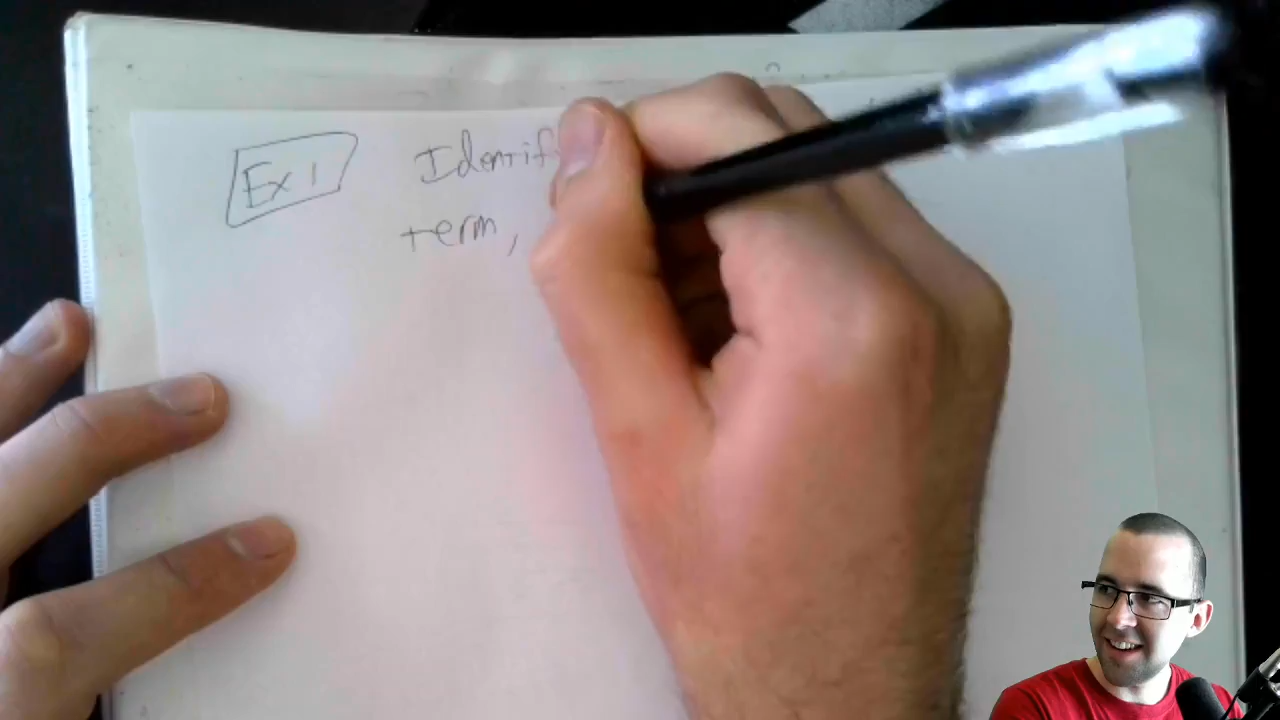 Ex 1 Identif
term,